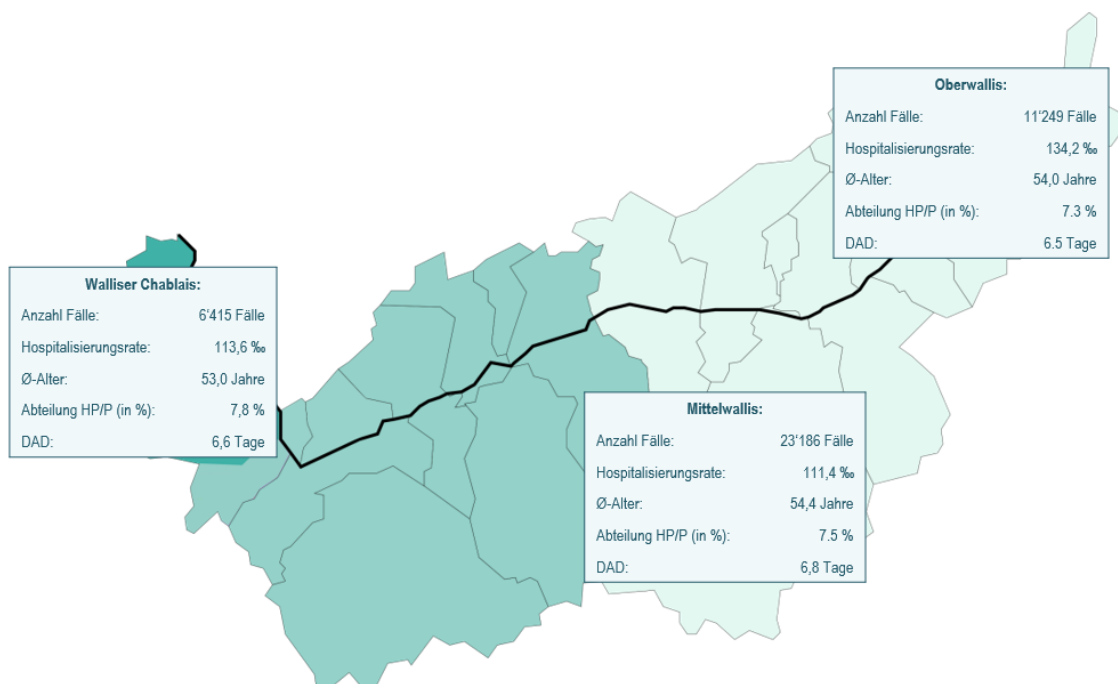 Oberwallis:
Anzahl Fälle: 11‘249 Fälle
Hospitalisierungsrate: 134,2 ‰
Ø-Alter: 54,0 Jahre
Abteilung HP/P (in %): 7.3 %
DAD: 6.5 Tage
Walliser Chablais:
Anzahl Fälle: 6‘415 Fälle
Hospitalisierungsrate: 113,6 ‰
Ø-Alter: 53,0 Jahre
Abteilung HP/P (in %): 7,8 %
DAD: 6,6 Tage
Mittelwallis:
Anzahl Fälle: 23‘186 Fälle
Hospitalisierungsrate: 111,4 ‰
Ø-Alter: 54,4 Jahre
Abteilung HP/P (in %): 7.5 %
DAD: 6,8 Tage